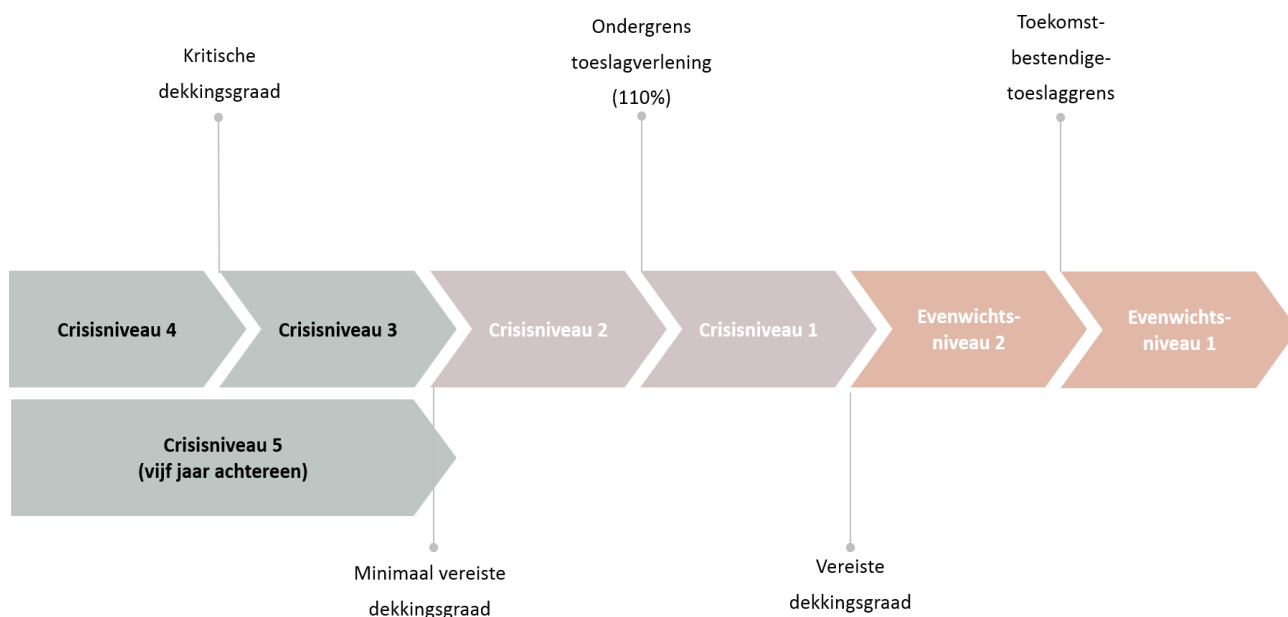 Kritische
dekkingsgraad
Ondergrens
toeslagverlening
(110%)
Toekomst-
bestendige-
toeslaggrens
Crisisniveau 4
Crisisniveau 3
Crisisniveau 2
Crisisniveau 1
Evenwichts-
niveau 2
Evenwichts-
niveau 1
Crisisniveau 5
(vijf jaar achtereen)
Minimaal vereiste
dekkingsgraad
Vereiste
dekkingsgraad